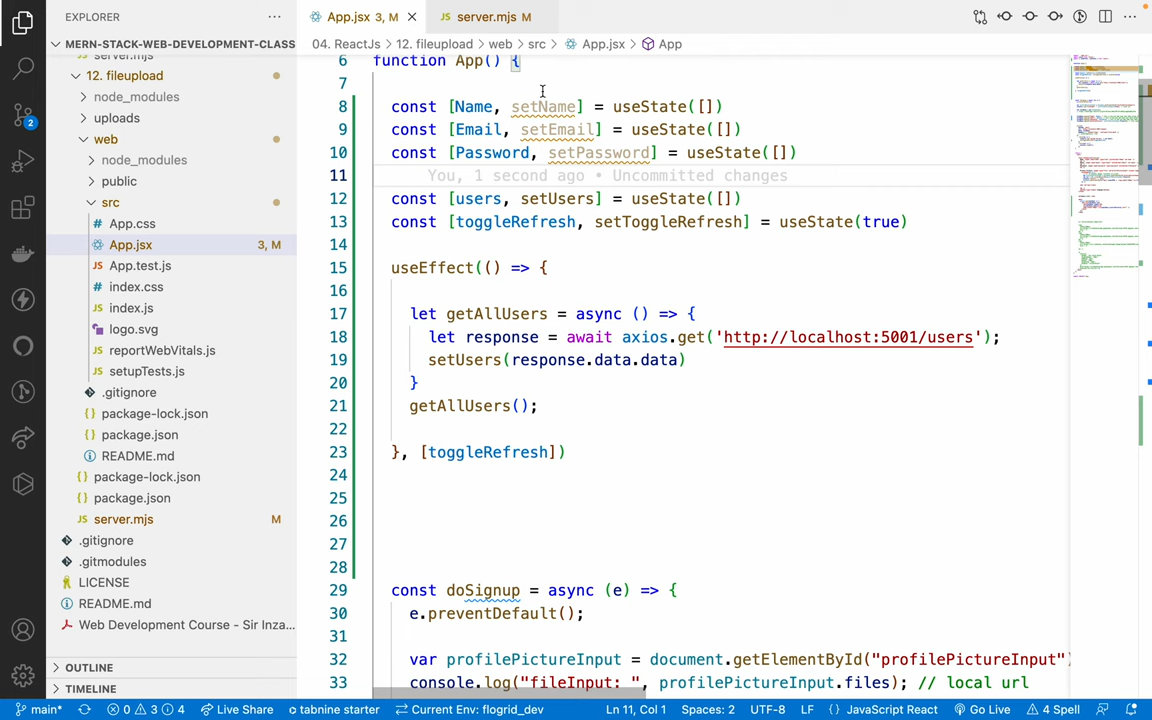 EXPLORER
App.jsx 3, M
server.mjs M
MERN-STACK-WEB-DEVELOPMENT-CLASS
04. ReactJs > 12. fileupload > web > src > App.jsx > App
server.mjs
12. fileupload
node_modules
uploads
web
node_modules
public
src
App.css
App.jsx 3, M
App.test.js
index.css
index.js
logo.svg
reportWebVitals.js
setupTests.js
.gitignore
package-lock.json
package.json
README.md
package-lock.json
package.json
server.mjs M
.gitignore
.gitmodules
LICENSE
README.md
Web Development Course - Sir Inza...
OUTLINE
TIMELINE
2
6 function App() {
7
8 const [Name, setName] = useState([])
9 const [Email, setEmail] = useState([])
10 const [Password, setPassword] = useState([])
11 You, 1 second ago • Uncommitted changes
12 const [users, setUsers] = useState([])
13 const [toggleRefresh, setToggleRefresh] = useState(true)
14
15 useEffect(() => {
16
17 let getAllUsers = async () => {
18 let response = await axios.get('http://localhost:5001/users');
19 setUsers(response.data.data)
20 }
21 getAllUsers();
22
23 }, [toggleRefresh])
24
25
26
27
28
29 const doSignup = async (e) => {
30 e.preventDefault();
31
32 var profilePictureInput = document.getElementById("profilePictureInput")
33 console.log("fileInput: ", profilePictureInput.files); // local url
main* 0 3 4 Live Share tabnine starter Current Env: flogrid_dev Ln 11, Col 1 Spaces: 2 UTF-8 LF {} JavaScript React Go Live 4 Spell